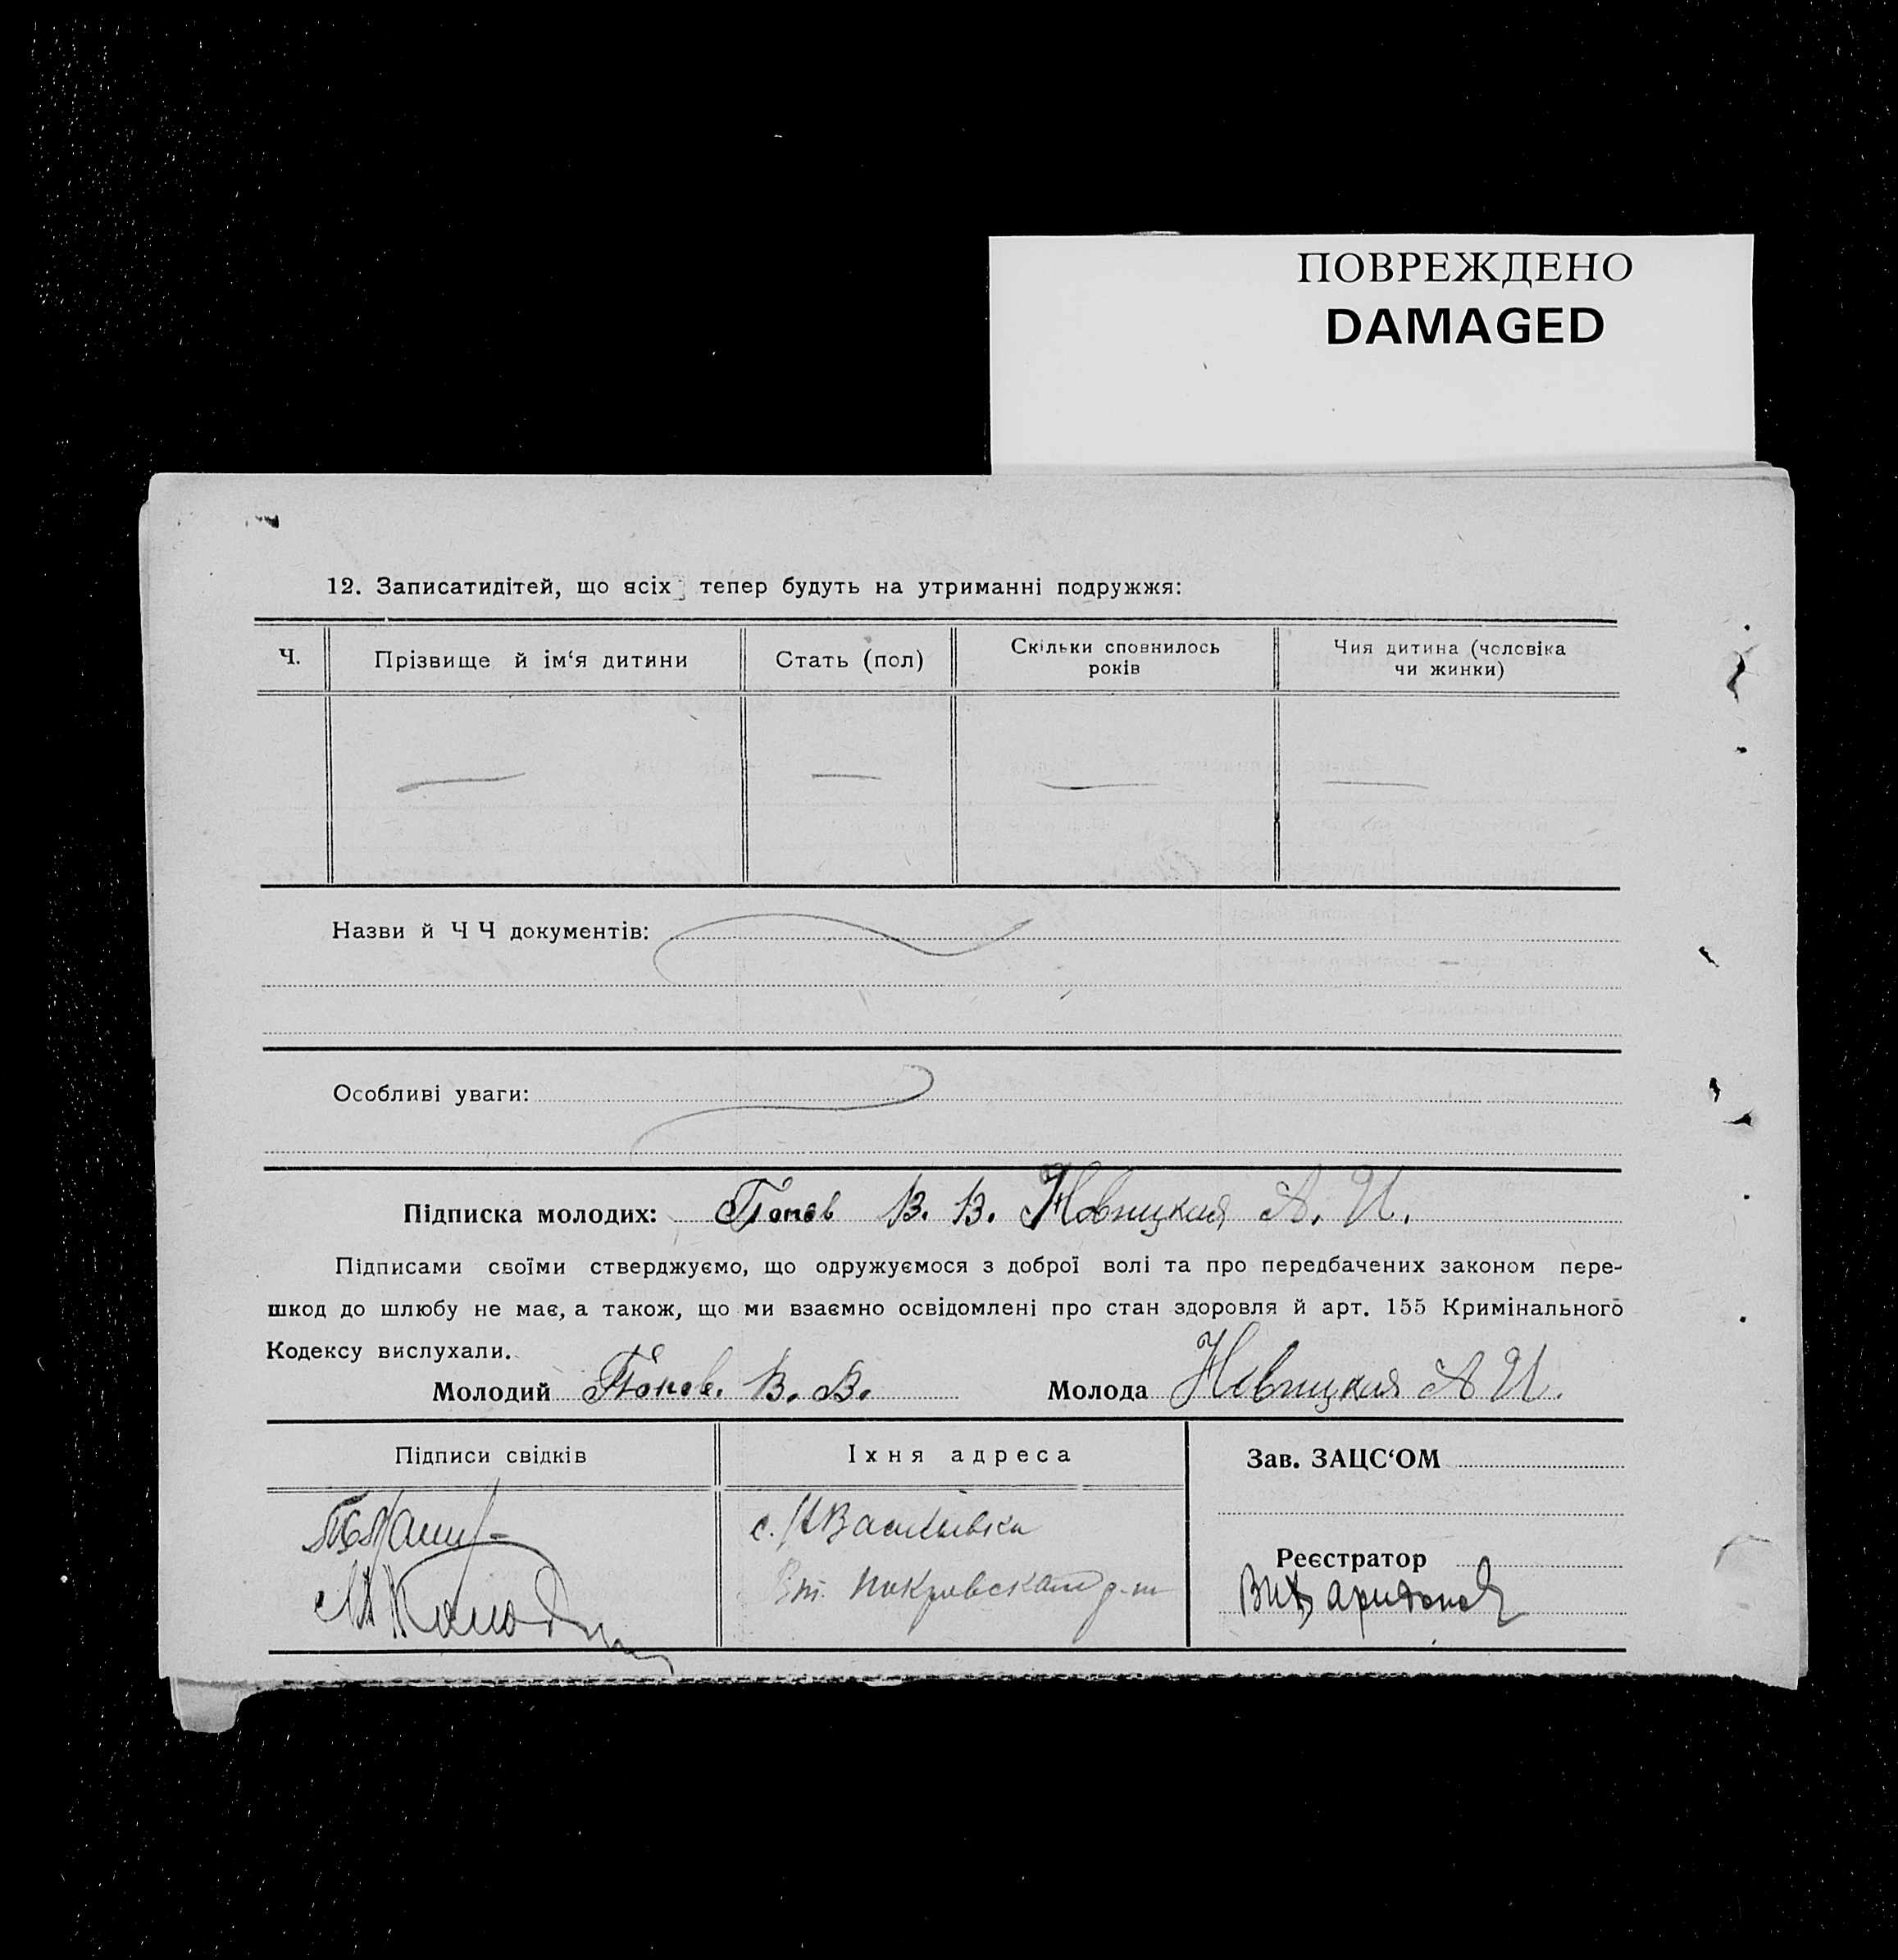 ПОВРЕЖДЕНО
DAMAGED
12. Записатидітей, що всіх тепер будуть на утриманні подружжя:
Ч.
Прізвище й ім‘я дитини
Стать (пол)
Скільки сповнилось
років
Чия дитина (чоловіка
чи жинки)
Назви й ЧЧ документів:
Особливі уваги:
Підписка молодих: Попов В. В. Новицкая А. И.
Підписами своїми стверджуємо, що одружуємося з доброї волі та про передбачених законом пере-
шкод до шлюбу не має, а також, що ми взаємно освідомлені про стан здоровля й арт. 155 Кримінального
Кодексу вислухали.
Молодий Попов. В. В. Молода Новицкая А И.
Підписи свідків
Їхня адреса
Зав. ЗАЦС‘ОМ
с. Васильівка
Реєстратор